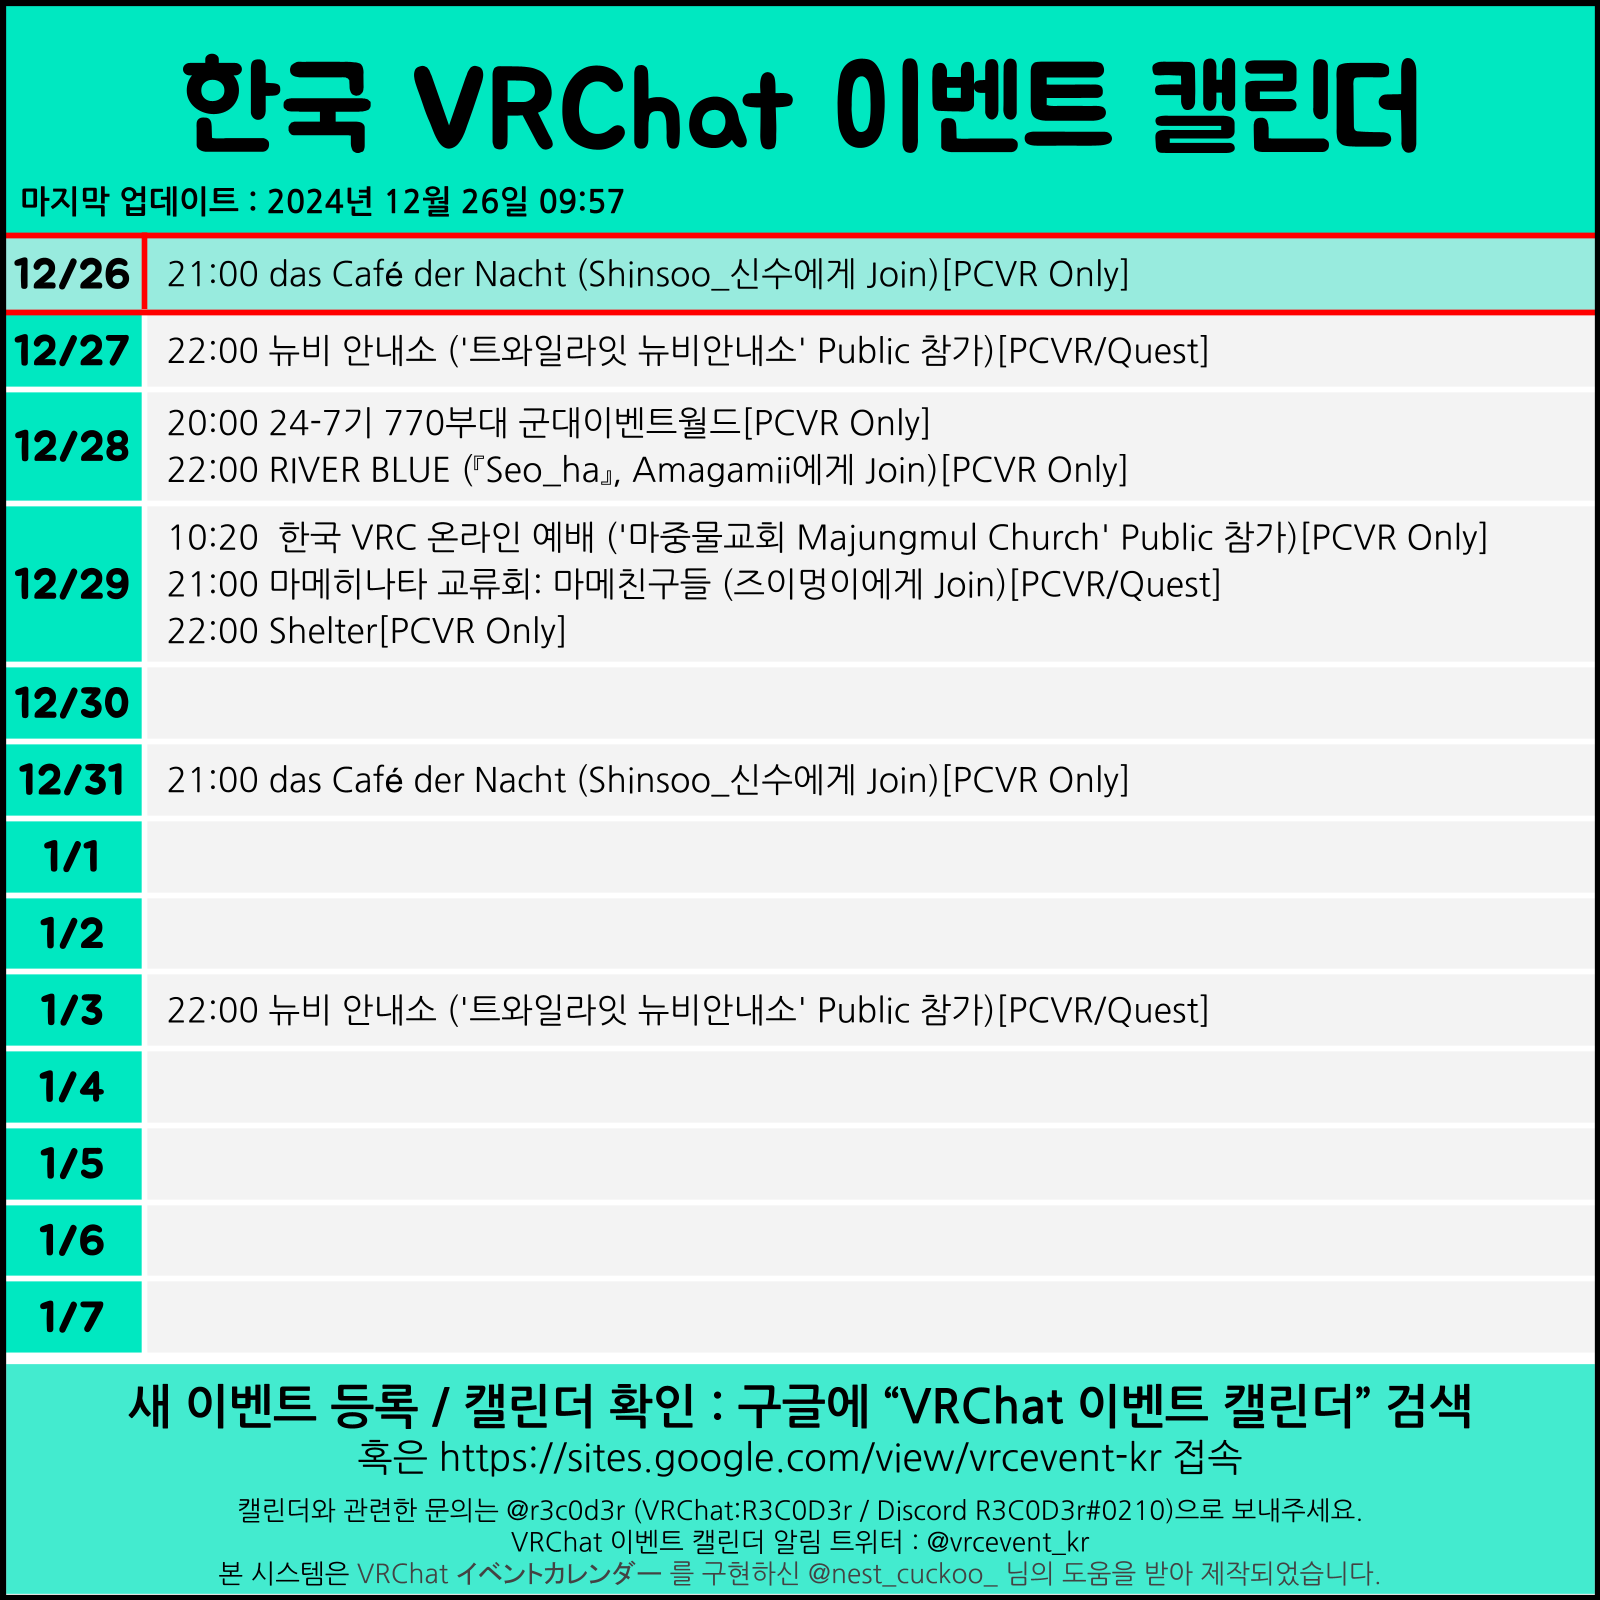 한국 VRChat 이벤트 캘린더
마지막 업데이트 : 2024년 12월 26일 09:57
12/26
21:00 das Café der Nacht (Shinsoo_신수에게 Join)[PCVR Only]
12/27
22:00 뉴비 안내소 ('트와일라잇 뉴비안내소' Public 참가)[PCVR/Quest]
12/28
20:00 24-7기 770부대 군대이벤트월드[PCVR Only]
22:00 RIVER BLUE (『Seo_ha』, Amagamii에게 Join)[PCVR Only]
12/29
10:20  한국 VRC 온라인 예배 ('마중물교회 Majungmul Church' Public 참가)[PCVR Only]
21:00 마메히나타 교류회: 마메친구들 (즈이멍이에게 Join)[PCVR/Quest]
22:00 Shelter[PCVR Only]
12/30
12/31
21:00 das Café der Nacht (Shinsoo_신수에게 Join)[PCVR Only]
1/1
1/2
1/3
22:00 뉴비 안내소 ('트와일라잇 뉴비안내소' Public 참가)[PCVR/Quest]
1/4
1/5
1/6
1/7
새 이벤트 등록 / 캘린더 확인 : 구글에 “VRChat 이벤트 캘린더” 검색
혹은 https://sites.google.com/view/vrcevent-kr 접속
캘린더와 관련한 문의는 @r3c0d3r (VRChat:R3C0D3r / Discord R3C0D3r#0210)으로 보내주세요.
VRChat 이벤트 캘린더 알림 트위터 : @vrcevent_kr
본 시스템은 VRChat イベントカレンダー 를 구현하신 @nest_cuckoo_ 님의 도움을 받아 제작되었습니다.